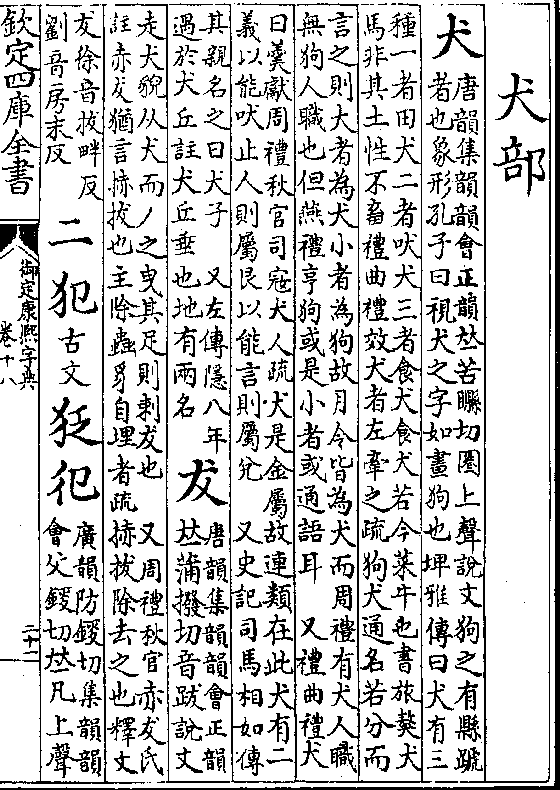 犬部
犬
唐韻集韻韻會正韻𠀤苦㬎切圈上聲說文狗之有縣蹏
者也象形孔子曰視犬之字如畫狗也埤雅傳曰犬有三
種一者田犬二者吠犬三者食犬食犬若今菜牛也書旅獒犬
馬非其土性不畜禮曲禮效犬者左牽之疏狗犬通名若分而
言之則大者為犬小者為狗故月令皆為犬而周禮有犬人職
無狗人職也但燕禮亨狗或是小者或通語耳 又禮曲禮犬
曰羹獻周禮秋官司寇犬人疏犬是金屬故連類在此犬有二
義以能吠止人則屬艮以能言則屬兌 又史記司馬相如傳
其親名之曰犬子 又左傳隱八年
遇於犬丘註犬丘垂也地有兩名
犮
唐韻集韻韻會正韻
𠀤蒲撥切音跋說文
走犬貌从犬而丿之曳其足則剌犮也 又周禮秋官赤犮氏
註赤犮猶言捇拔也主除蟲豸自埋者疏捇拔除去之也釋文
犮徐音拔畔反
劉音房末反
二
犯
古文
㺱㲼
廣韻防錽切集韻韻
會父錽切𠀤凡上聲
欽定四庫全書
御定康熙字典
卷十八
二十二